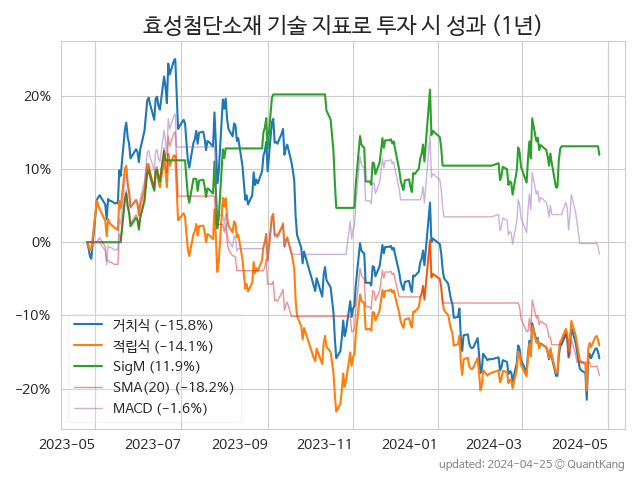 효성첨단소재 기술 지표로 투자 시 성과 (1년)
20%
10%
0%
−10%
−20%
거치식 (−15.8%)
적립식 (−14.1%)
SigM (11.9%)
SMA(20) (−18.2%)
MACD (−1.6%)
2023−05 2023−07 2023−09 2023−11 2024−01 2024−03 2024−05
updated: 2024−04−25 © QuantKang